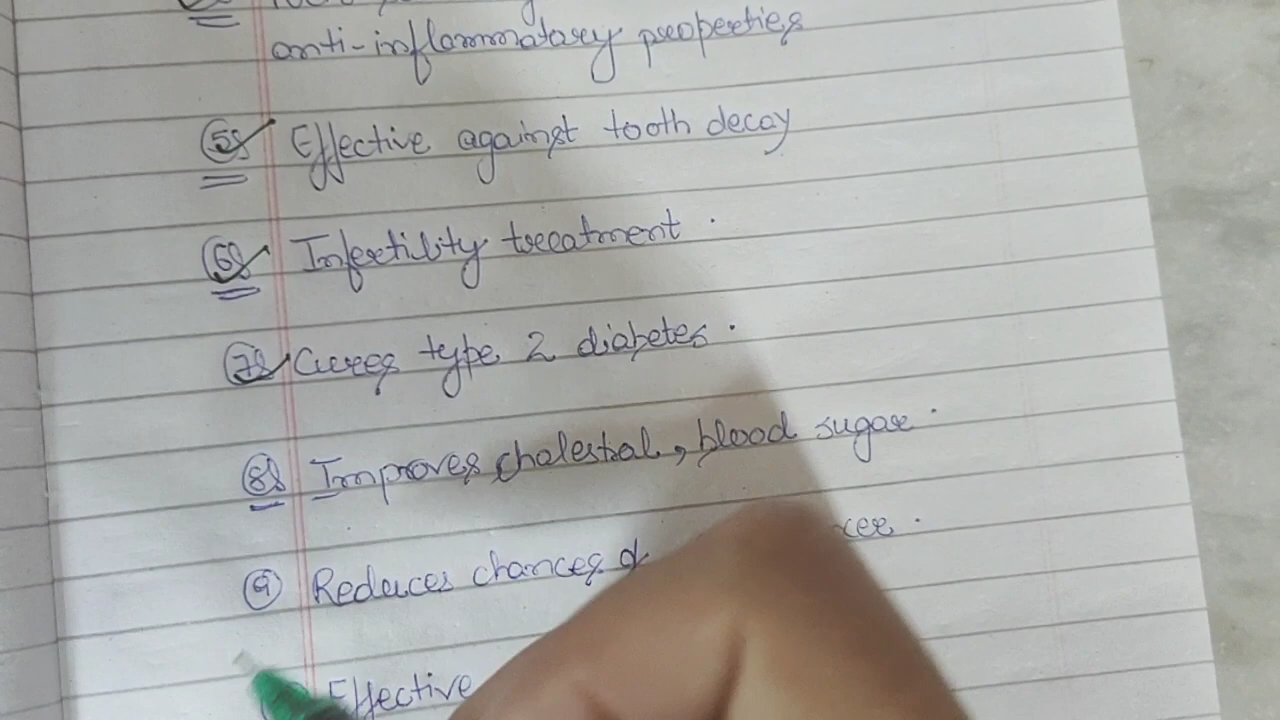 anti-inflammatory properties
5 Effective against tooth decay
6 Infertility treatment.
7 Cures type 2 diabetes.
8 Improves cholestral, blood sugar.
9 Reduces chances of
Effective